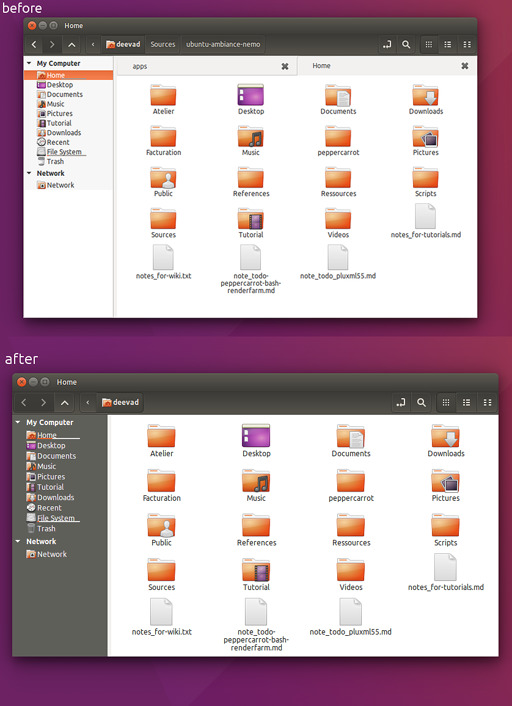 before
Home
deevad Sources ubuntu-ambiance-nemo
My Computer
Home
Desktop
Documents
Music
Pictures
Tutorial
Downloads
Recent
File System
Trash
Network
Network
apps Home
Atelier Desktop Documents Downloads
Facturation Music peppercarrot Pictures
Public References Ressources Scripts
Sources Tutorial Videos notes_for-tutorials.md
notes_for-wiki.txt note_todo-peppercarrot-bash-renderfarm.md note_todo_pluxml55.md
after
Home
deevad
My Computer
Home
Desktop
Documents
Music
Pictures
Tutorial
Downloads
Recent
File System
Trash
Network
Network
Atelier Desktop Documents Downloads
Facturation Music peppercarrot Pictures
Public References Ressources Scripts
Sources Tutorial Videos notes_for-tutorials.md
notes_for-wiki.txt note_todo-peppercarrot-bash-renderfarm.md note_todo_pluxml55.md